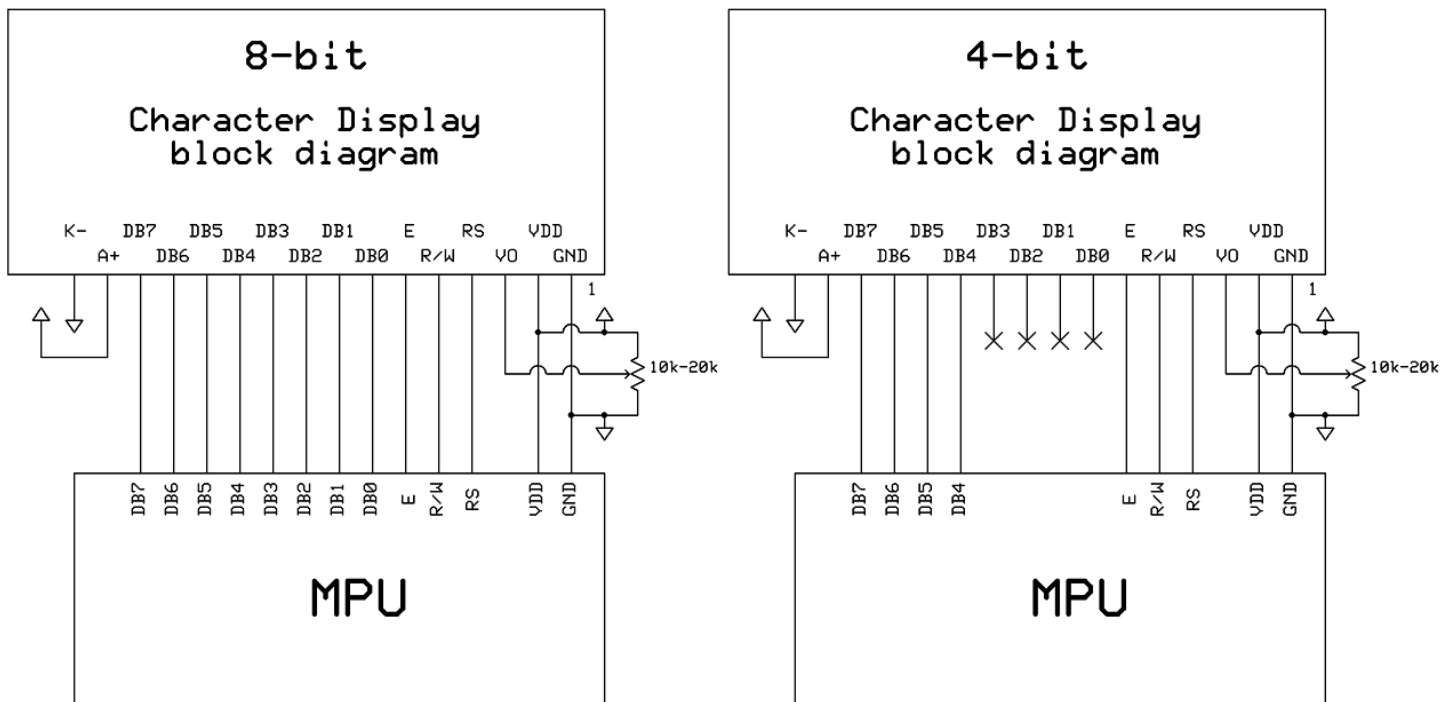 8-bit
Character Display
block diagram
K- DB7 DB5 DB3 DB1 E RS VDD
A+ DB6 DB4 DB2 DB0 R/W VO GND
1
10k-20k
DB7 DB6 DB5 DB4 DB3 DB2 DB1 DB0 E R/W RS VDD GND
MPU
4-bit
Character Display
block diagram
K- DB7 DB5 DB3 DB1 E RS VDD
A+ DB6 DB4 DB2 DB0 R/W VO GND
1
10k-20k
DB7 DB6 DB5 DB4 E R/W RS VDD GND
MPU